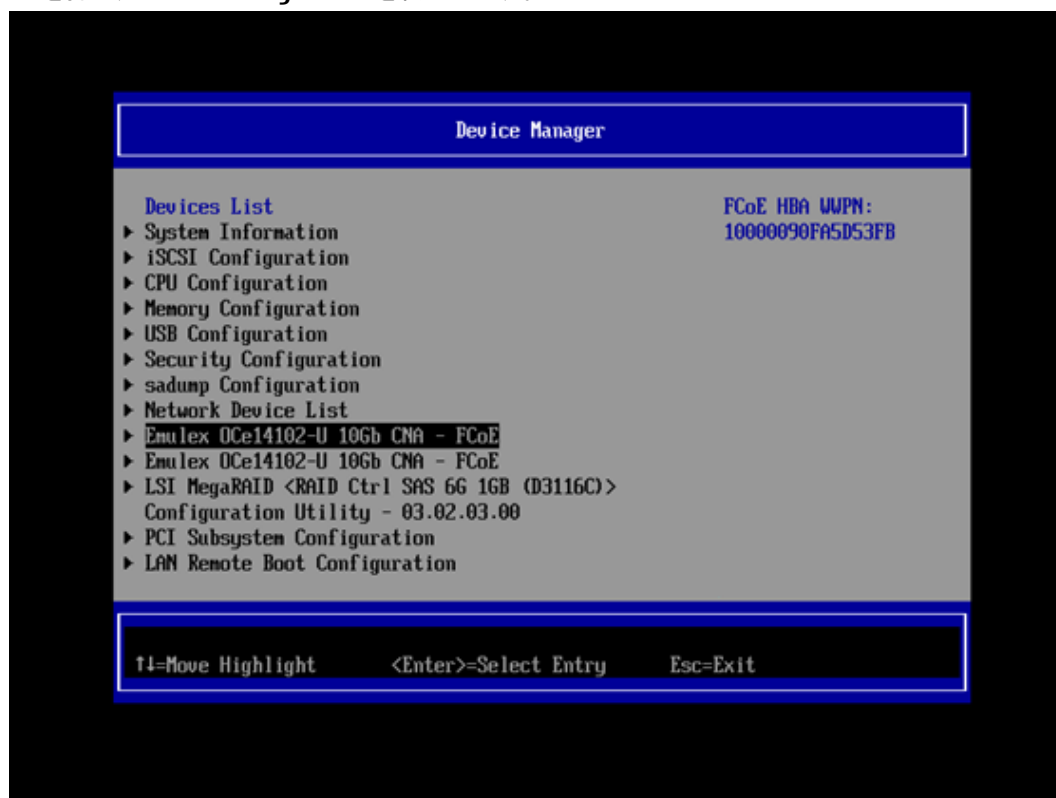 Device Manager
Devices List
FCoE HBA WWPN:
▶ System Information
10000090FA5D53FB
▶ iSCSI Configuration
▶ CPU Configuration
▶ Memory Configuration
▶ USB Configuration
▶ Security Configuration
▶ sadump Configuration
▶ Network Device List
▶ Emulex OCe14102-U 10Gb CNA - FCoE
▶ Emulex OCe14102-U 10Gb CNA - FCoE
▶ LSI MegaRAID <RAID Ctrl SAS 6G 1GB (D3116C)>
Configuration Utility - 03.02.03.00
▶ PCI Subsystem Configuration
▶ LAN Remote Boot Configuration
↑↓=Move Highlight <Enter>=Select Entry Esc=Exit